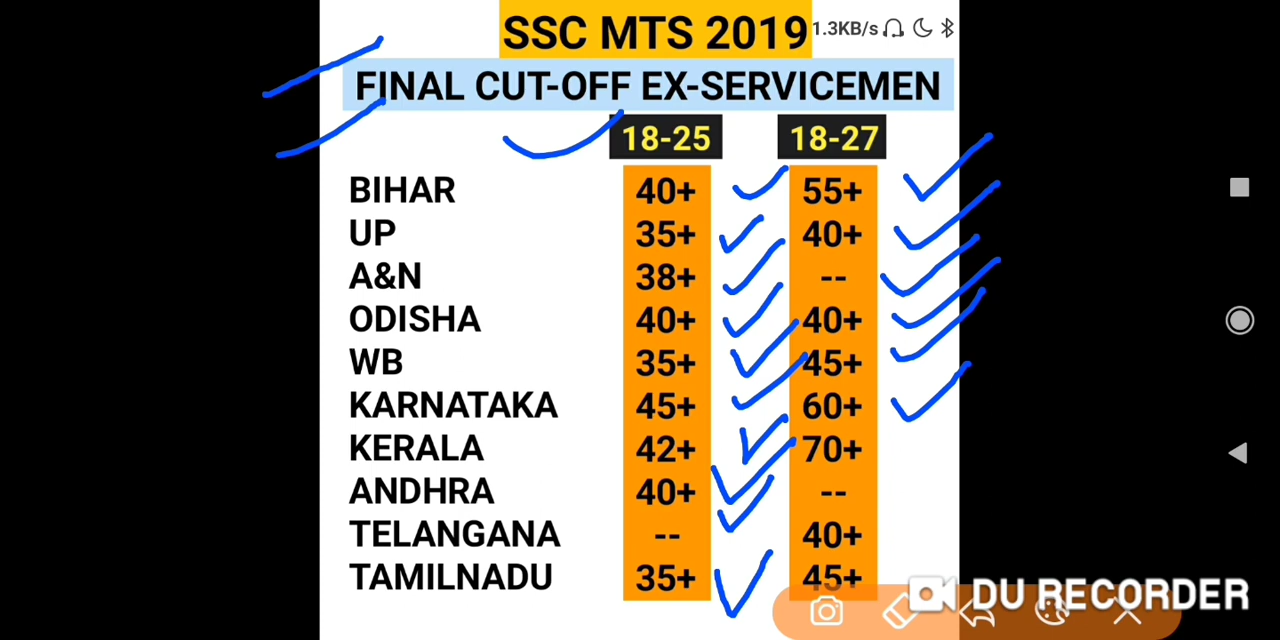 SSC MTS 2019 1.3KB/s
FINAL CUT-OFF EX-SERVICEMEN
18-25 18-27
BIHAR 40+ 55+
UP 35+ 40+
A&N 38+ --
ODISHA 40+ 40+
WB 35+ 45+
KARNATAKA 45+ 60+
KERALA 42+ 70+
ANDHRA 40+ --
TELANGANA -- 40+
TAMILNADU 35+ 45+
DU RECORDER